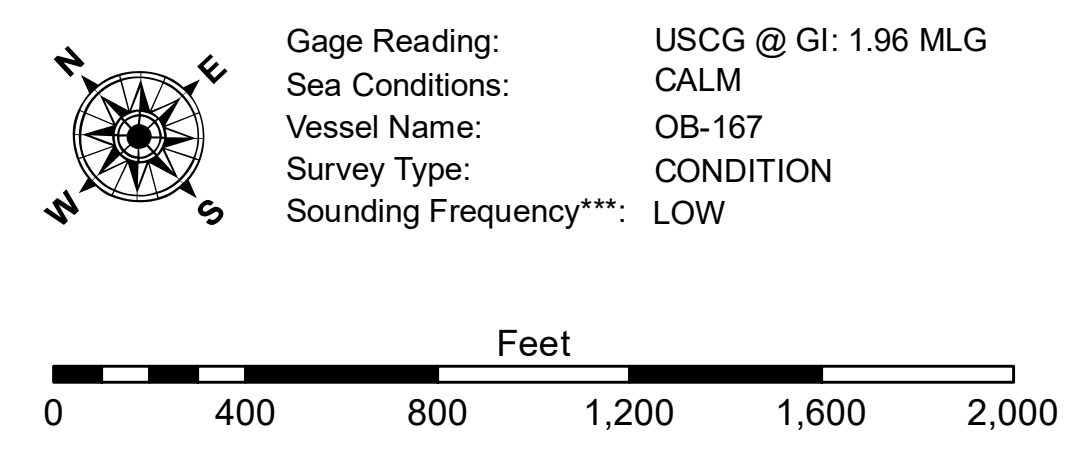 N
E
W
S
Gage Reading: USCG @ GI: 1.96 MLG
Sea Conditions: CALM
Vessel Name: OB-167
Survey Type: CONDITION
Sounding Frequency***: LOW
Feet
0 400 800 1,200 1,600 2,000